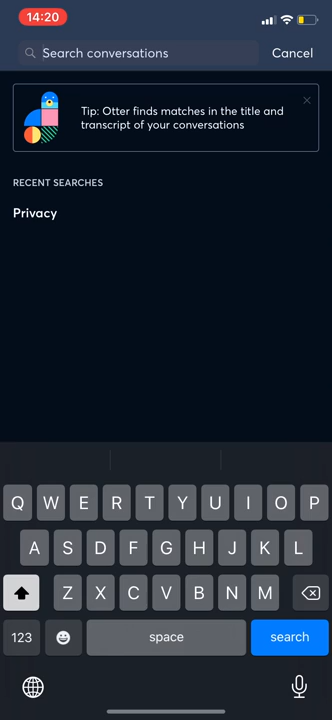 14:20
Search conversations
Cancel
Tip: Otter finds matches in the title and
transcript of your conversations
RECENT SEARCHES
Privacy
Q W E R T Y U I O P
A S D F G H J K L
Z X C V B N M
123
space
search